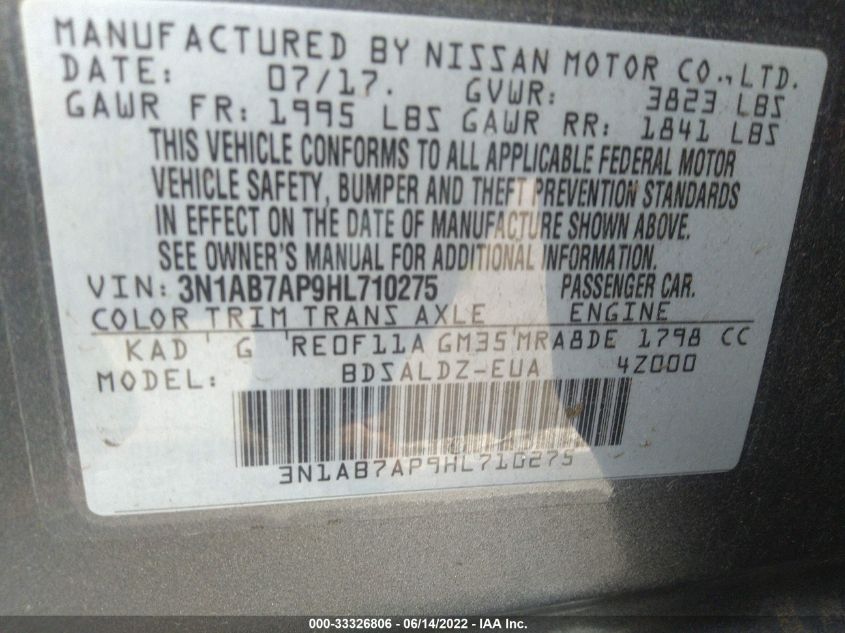 MANUFACTURED BY NISSAN MOTOR CO., LTD.
DATE: 07/17. GVWR: 3823 LBS
GAWR FR: 1995 LBS GAWR RR: 1841 LBS
THIS VEHICLE CONFORMS TO ALL APPLICABLE FEDERAL MOTOR
VEHICLE SAFETY, BUMPER AND THEFT PREVENTION STANDARDS
IN EFFECT ON THE DATE OF MANUFACTURE SHOWN ABOVE.
SEE OWNER'S MANUAL FOR ADDITIONAL INFORMATION.
VIN: 3N1AB7AP9HL710275 PASSENGER CAR.
COLOR TRIM TRANS AXLE ENGINE
KAD G RE0F11A GM35 MRA8DE 1798 CC
MODEL: BDSALDZ-EUA 4Z000
3N1AB7AP9HL710275
000-33326806 - 06/14/2022 - IAA Inc.